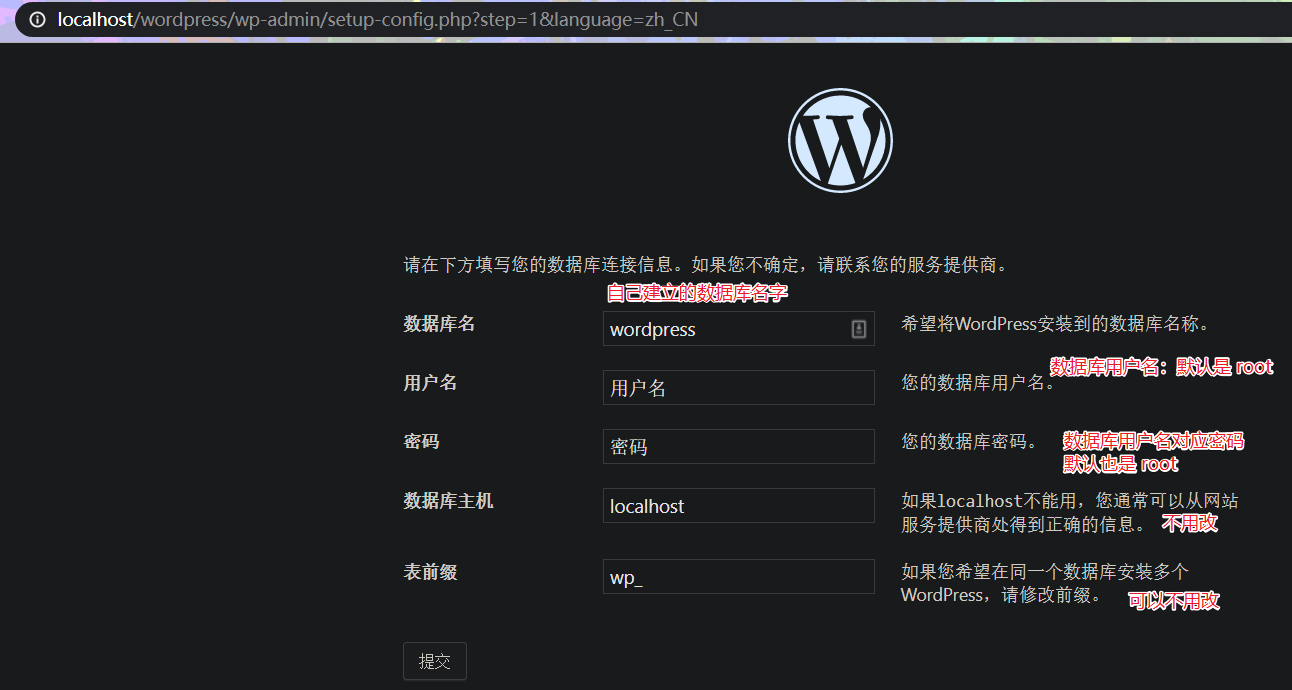 localhost/wordpress/wp-admin/setup-config.php?step=1&language=zh_CN
请在下方填写您的数据库连接信息。如果您不确定，请联系您的服务提供商。
自己建立的数据库名字
数据库名
wordpress
希望将WordPress安装到的数据库名称。
用户名
用户名
您的数据库用户名。
数据库用户名：默认是 root
密码
密码
您的数据库密码。
数据库用户名对应密码
默认也是 root
数据库主机
localhost
如果localhost不能用，您通常可以从网站
服务提供商处得到正确的信息。
不用改
表前缀
wp_
如果您希望在同一个数据库安装多个
WordPress，请修改前缀。
可以不用改
提交